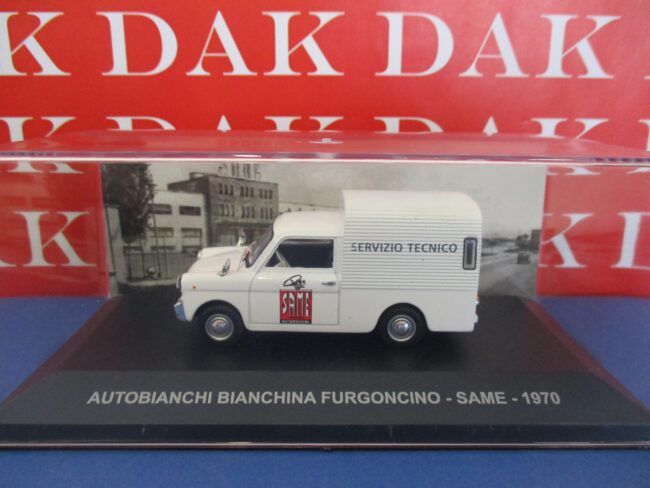 K DAK DAK DAK
DAK
SERVIZIO TECNICO
SAME
AUTOBIANCHI BIANCHINA FURGONCINO - SAME - 1970